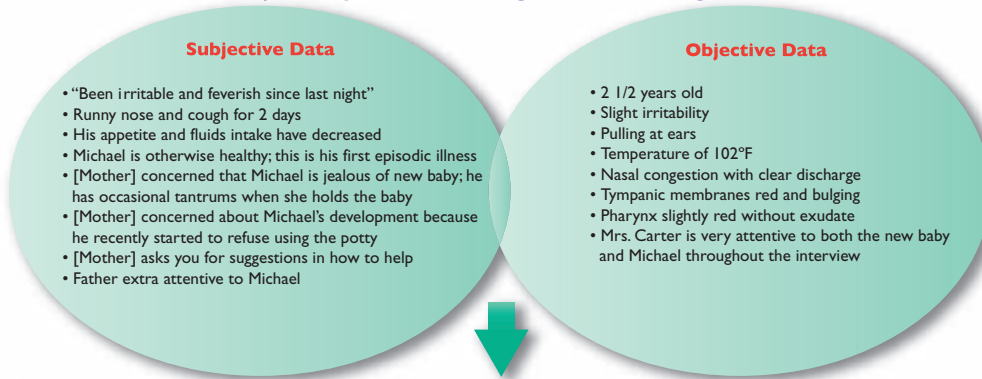 Subjective Data
• “Been irritable and feverish since last night”
• Runny nose and cough for 2 days
• His appetite and fluids intake have decreased
• Michael is otherwise healthy; this is his first episodic illness
• [Mother] concerned that Michael is jealous of new baby; he
has occasional tantrums when she holds the baby
• [Mother] concerned about Michael’s development because
he recently started to refuse using the potty
• [Mother] asks you for suggestions in how to help
• Father extra attentive to Michael
Objective Data
• 2 1/2 years old
• Slight irritability
• Pulling at ears
• Temperature of 102ºF
• Nasal congestion with clear discharge
• Tympanic membranes red and bulging
• Pharynx slightly red without exudate
• Mrs. Carter is very attentive to both the new baby
and Michael throughout the interview